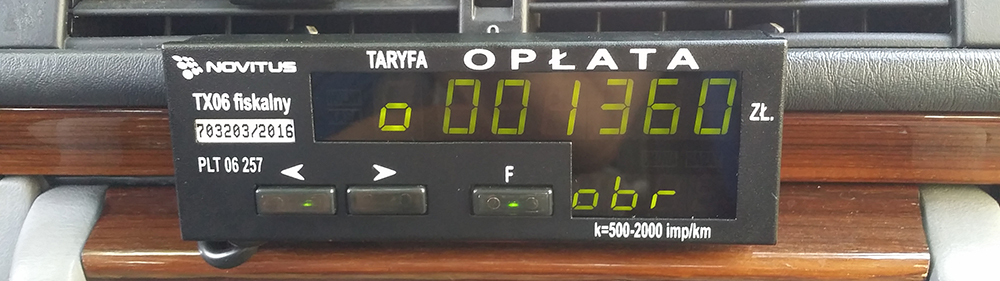 NOVITUS TARYFA OPŁATA
TX06 fiskalny o 001360 ZŁ.
703203/2016
PLT 06 257
< > F obr
k=500-2000 imp/km